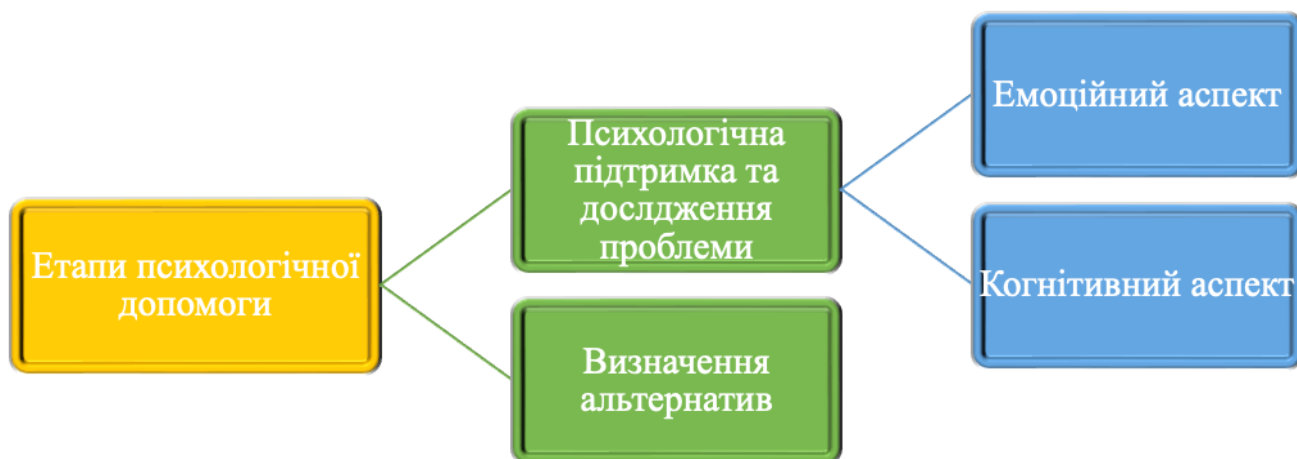 Етапи психологічної
допомоги
Психологічна
підтримка та
дослдження
проблеми
Визначення
альтернатив
Емоційний аспект
Когнітивний аспект